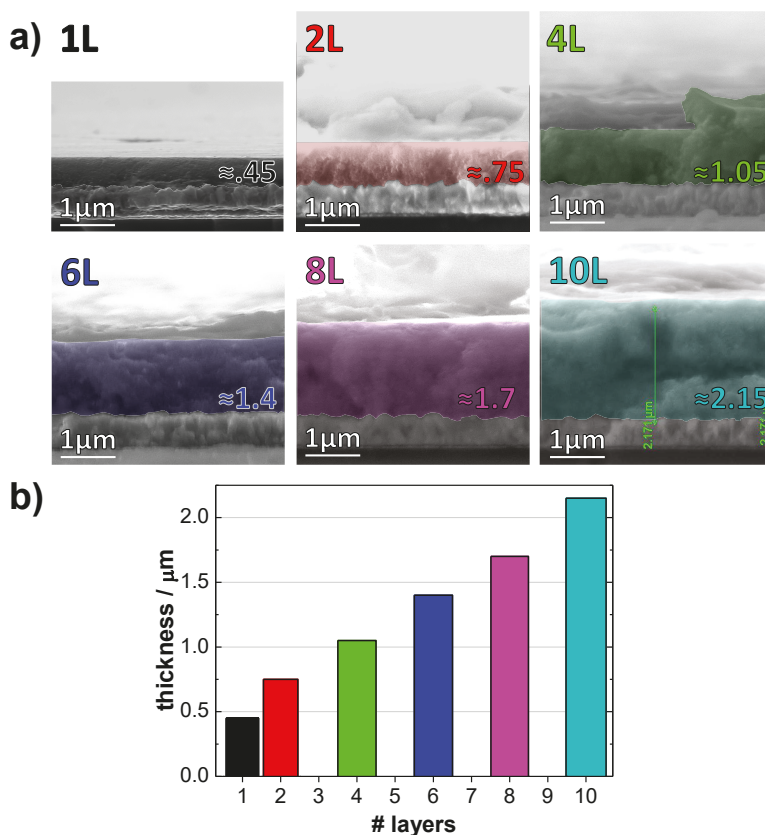 a)
1L
2L
4L
≈.45
≈.75
≈1.05
1µm
1µm
1µm
6L
8L
10L
≈1.4
≈1.7
≈2.15
2.171 µm
1µm
1µm
1µm
b)
thickness / µm
2.0
1.5
1.0
0.5
0.0
1 2 3 4 5 6 7 8 9 10
# layers